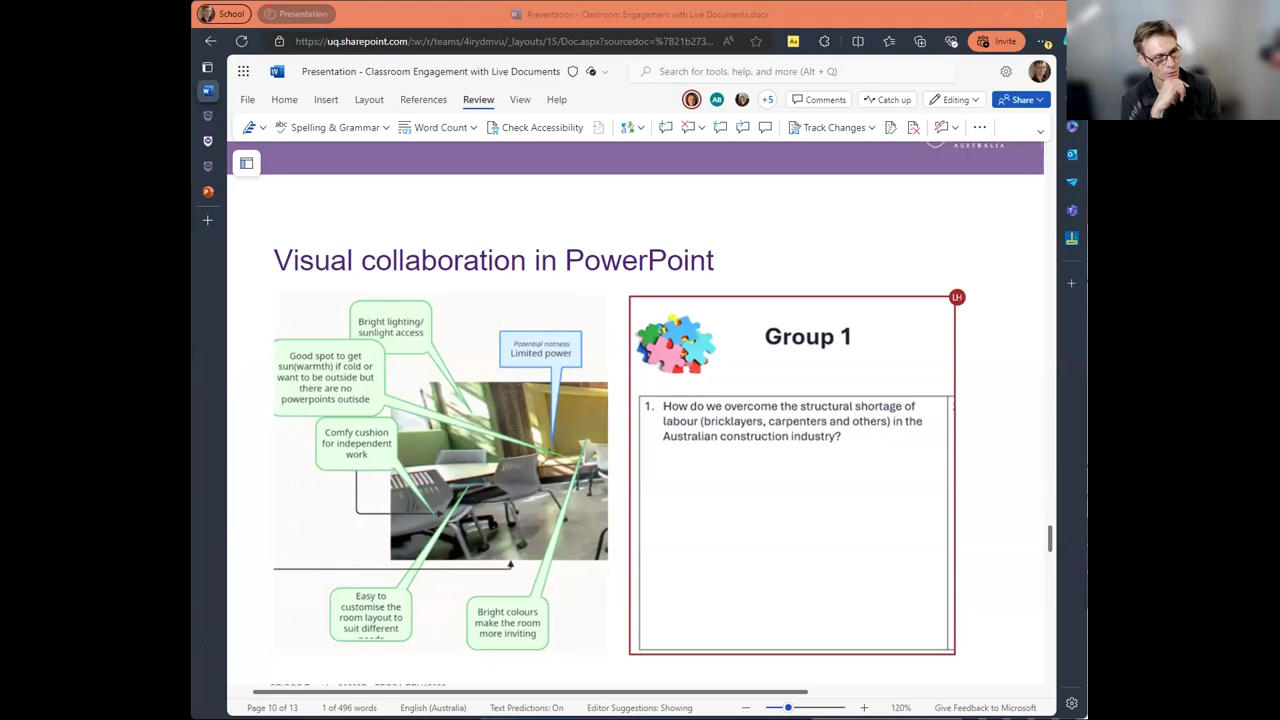 School
Presentation
Presentation - Classroom Engagement with Live Documents.docx
https://uq.sharepoint.com/:w:/r/teams/4irydmvu/_layouts/15/Doc.aspx?sourcedoc=%7B21b273...
Invite
Presentation - Classroom Engagement with Live Documents
Search for tools, help, and more (Alt + Q)
File Home Insert Layout References Review View Help
AB +5 Comments Catch up Editing Share
Spelling & Grammar Word Count Check Accessibility Track Changes
AUSTRALIA
Visual collaboration in PowerPoint
Bright lighting/
sunlight access
Good spot to get
sun(warmth) if cold or
want to be outside but
there are no
powerpoints outisde
Comfy cushion
for independent
work
Potential notness
Limited power
Easy to
customise the
room layout to
suit different
Bright colours
make the room
more inviting
LH
Group 1
1. How do we overcome the structural shortage of
labour (bricklayers, carpenters and others) in the
Australian construction industry?
Page 10 of 13 1 of 496 words English (Australia) Text Predictions: On Editor Suggestions: Showing 120% Give Feedback to Microsoft